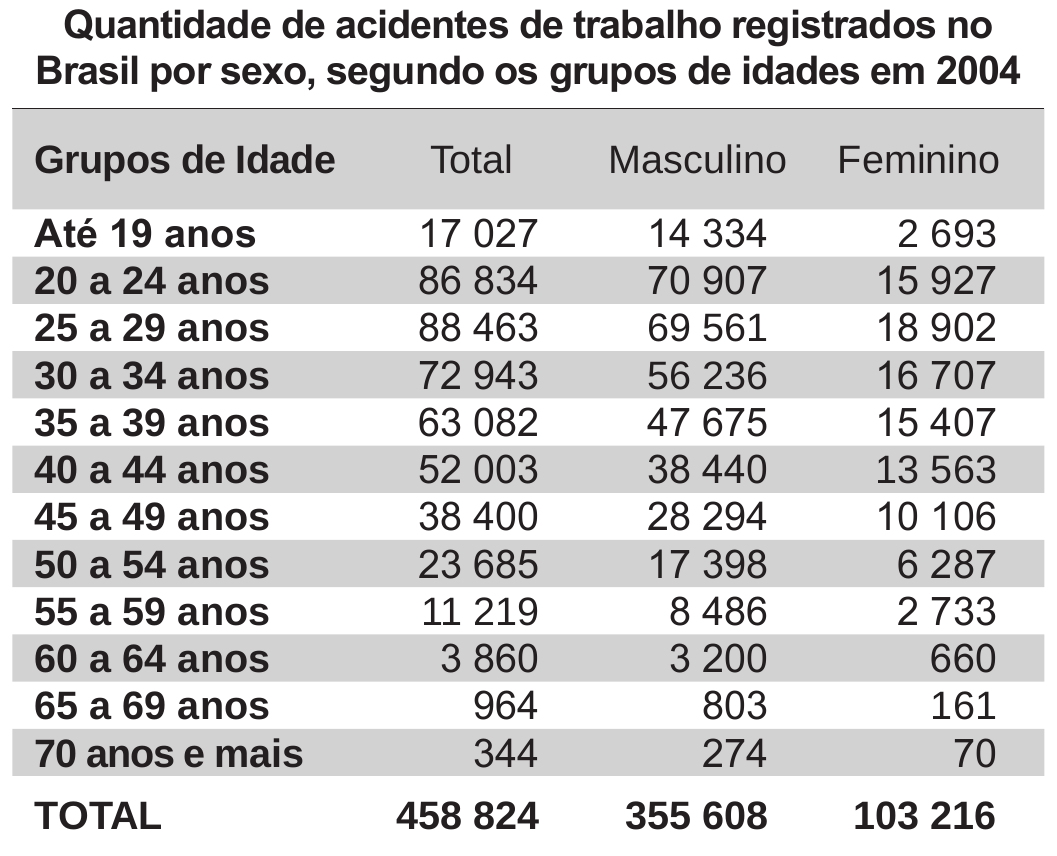 Quantidade de acidentes de trabalho registrados no
Brasil por sexo, segundo os grupos de idades em 2004
Grupos de Idade Total Masculino Feminino
Até 19 anos 17 027 14 334 2 693
20 a 24 anos 86 834 70 907 15 927
25 a 29 anos 88 463 69 561 18 902
30 a 34 anos 72 943 56 236 16 707
35 a 39 anos 63 082 47 675 15 407
40 a 44 anos 52 003 38 440 13 563
45 a 49 anos 38 400 28 294 10 106
50 a 54 anos 23 685 17 398 6 287
55 a 59 anos 11 219 8 486 2 733
60 a 64 anos 3 860 3 200 660
65 a 69 anos 964 803 161
70 anos e mais 344 274 70
TOTAL 458 824 355 608 103 216